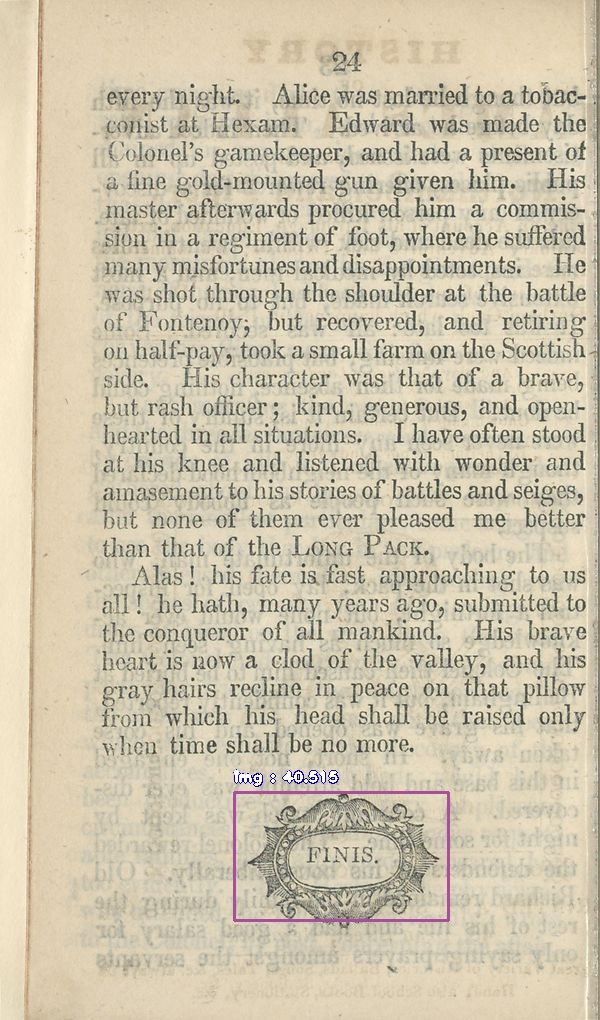 24
every night. Alice was married to a tobac-
conist at Hexam. Edward was made the
Colonel's gamekeeper, and had a present of
a fine gold-mounted gun given him. His
master afterwards procured him a commis-
sion in a regiment of foot, where he suffered
many misfortunes and disappointments. He
was shot through the shoulder at the battle
of Fontenoy; but recovered, and retiring
on half-pay, took a small farm on the Scottish
side. His character was that of a brave,
but rash officer; kind, generous, and open-
hearted in all situations. I have often stood
at his knee and listened with wonder and
amasement to his stories of battles and seiges,
but none of them ever pleased me better
than that of the LONG PACK.
Alas! his fate is fast approaching to us
all! he hath, many years ago, submitted to
the conqueror of all mankind. His brave
heart is now a clod of the valley, and his
gray hairs recline in peace on that pillow
from which his head shall be raised only
when time shall be no more.
img : 40.515
FINIS.